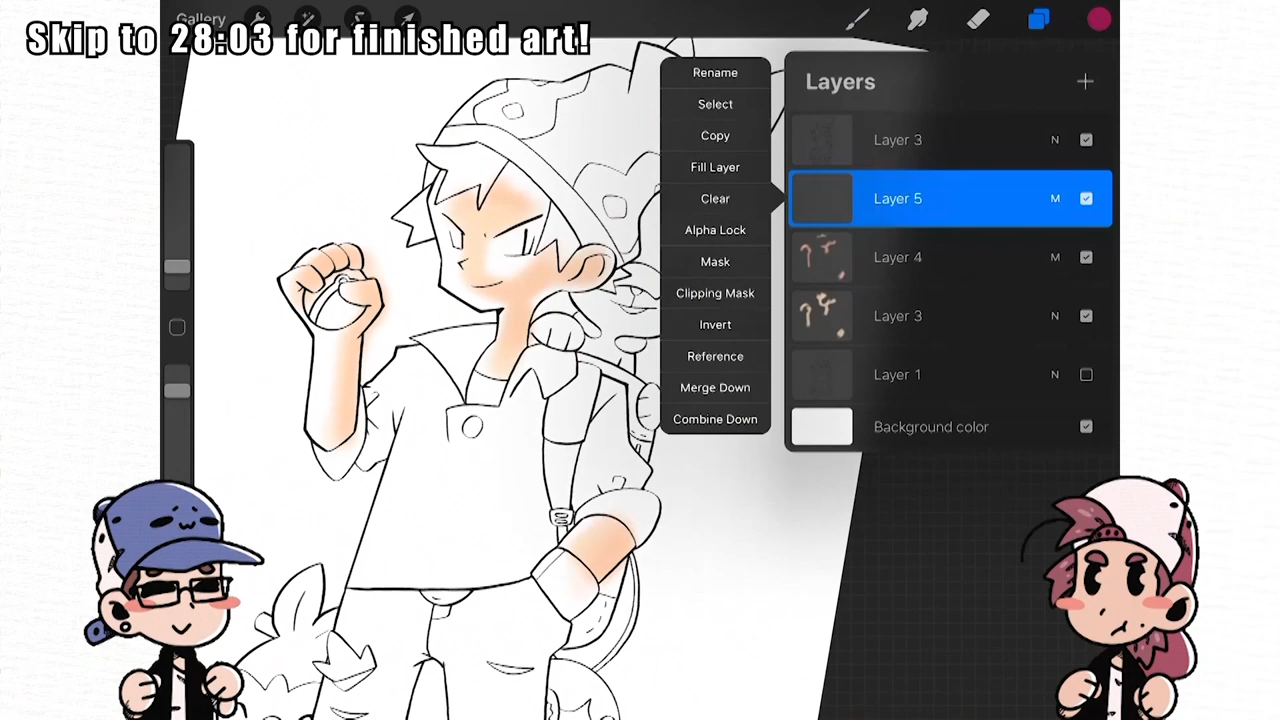 Gallery
Skip to 28:03 for finished art!
Rename
Select
Copy
Fill Layer
Clear
Alpha Lock
Mask
Clipping Mask
Invert
Reference
Merge Down
Combine Down
Layers
Layer 3 N
Layer 5 M
Layer 4 M
Layer 3 N
Layer 1 N
Background color